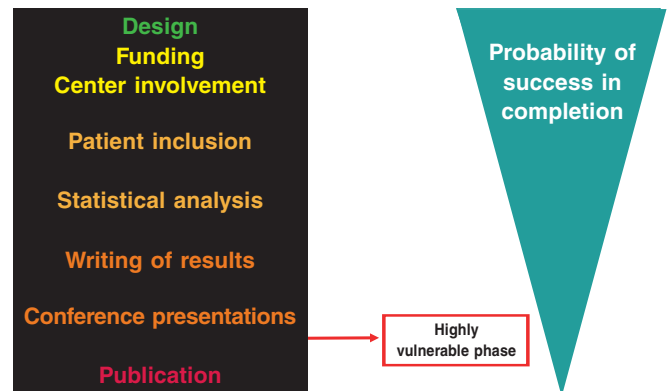 Design
Funding
Center involvement
Patient inclusion
Statistical analysis
Writing of results
Conference presentations
Publication
Highly
vulnerable phase
Probability of
success in
completion